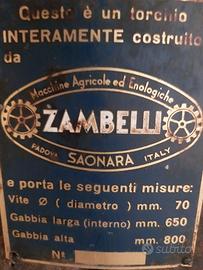 Questo è un torchio
INTERAMENTE costruito
da
Macchine Agricole ed Enologiche
ZAMBELLI
PADOVA SAONARA ITALY
e porta le seguenti misure:
Vite Ø ( diametro ) mm. 70
Gabbia larga (interno) mm. 650
Gabbia alta mm. 800
N°
subito